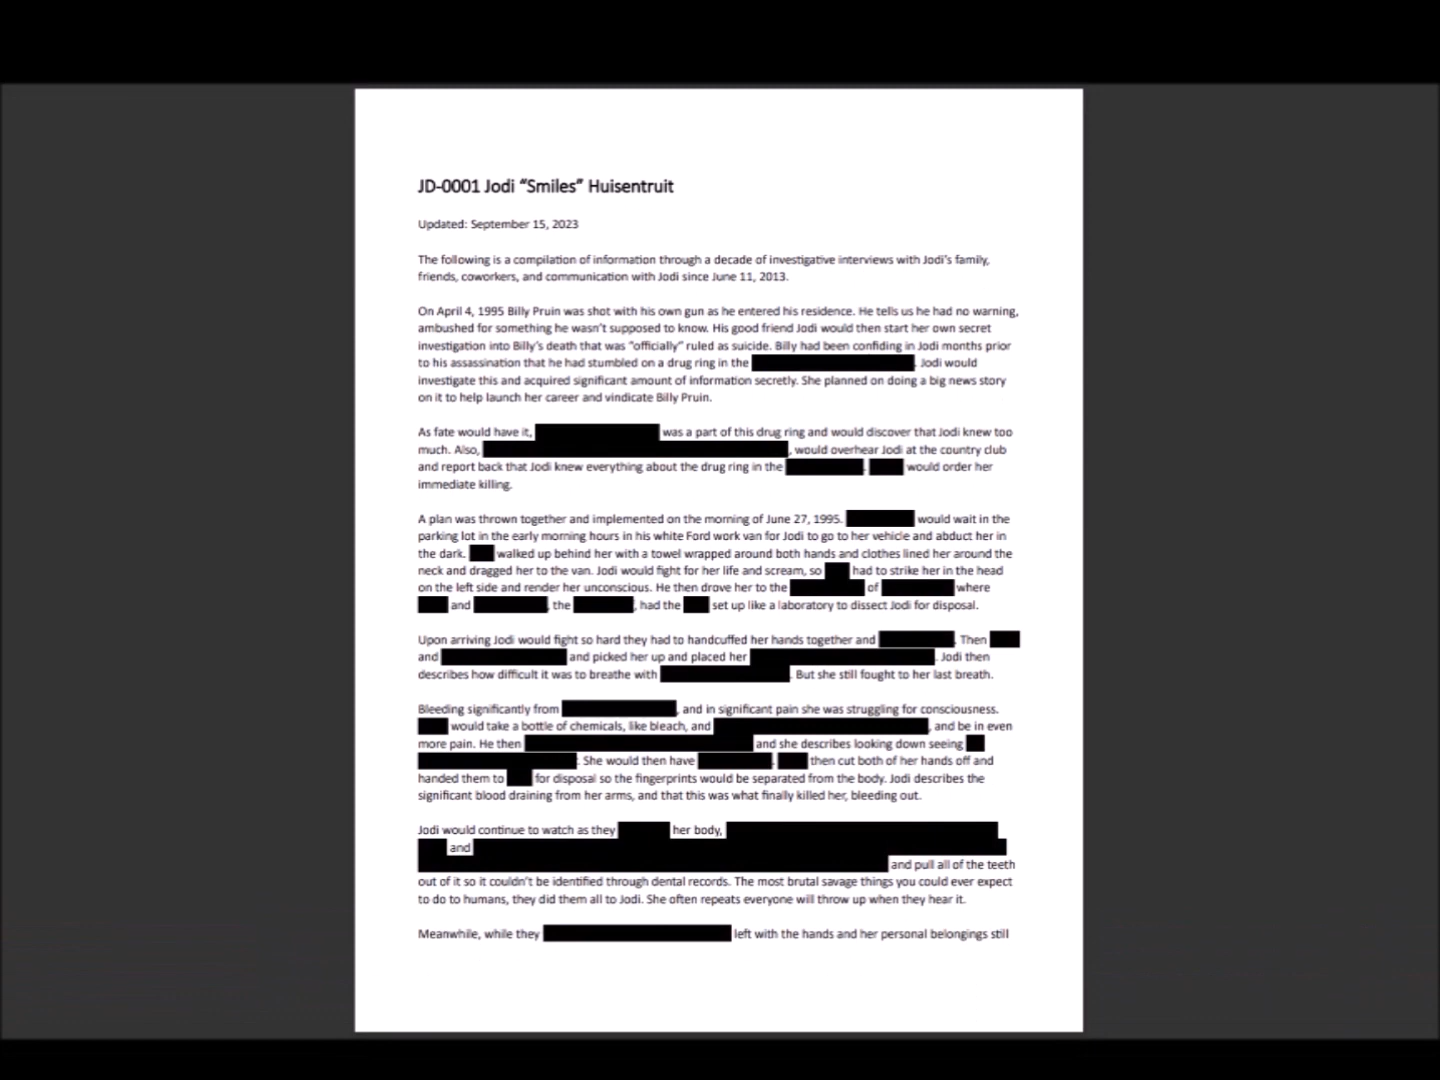 JD-0001 Jodi “Smiles” Huisentruit
Updated: September 15, 2023
The following is a compilation of information through a decade of investigative interviews with Jodi’s family,
friends, coworkers, and communication with Jodi since June 11, 2013.
On April 4, 1995 Billy Pruin was shot with his own gun as he entered his residence. He tells us he had no warning,
ambushed for something he wasn’t supposed to know. His good friend Jodi would then start her own secret
investigation into Billy’s death that was “officially” ruled as suicide. Billy had been confiding in Jodi months prior
to his assassination that he had stumbled on a drug ring in the . Jodi would
investigate this and acquired significant amount of information secretly. She planned on doing a big news story
on it to help launch her career and vindicate Billy Pruin.
As fate would have it, was a part of this drug ring and would discover that Jodi knew too
much. Also, , would overhear Jodi at the country club
and report back that Jodi knew everything about the drug ring in the . would order her
immediate killing.
A plan was thrown together and implemented on the morning of June 27, 1995. would wait in the
parking lot in the early morning hours in his white Ford work van for Jodi to go to her vehicle and abduct her in
the dark. walked up behind her with a towel wrapped around both hands and clothes lined her around the
neck and dragged her to the van. Jodi would fight for her life and scream, so had to strike her in the head
on the left side and render her unconscious. He then drove her to the of where
and , the , had the set up like a laboratory to dissect Jodi for disposal.
Upon arriving Jodi would fight so hard they had to handcuffed her hands together and . Then
and and picked her up and placed her . Jodi then
describes how difficult it was to breathe with . But she still fought to her last breath.
Bleeding significantly from , and in significant pain she was struggling for consciousness.
would take a bottle of chemicals, like bleach, and , and be in even
more pain. He then and she describes looking down seeing
. She would then have . then cut both of her hands off and
handed them to for disposal so the fingerprints would be separated from the body. Jodi describes the
significant blood draining from her arms, and that this was what finally killed her, bleeding out.
Jodi would continue to watch as they her body,
and
and pull all of the teeth
out of it so it couldn’t be identified through dental records. The most brutal savage things you could ever expect
to do to humans, they did them all to Jodi. She often repeats everyone will throw up when they hear it.
Meanwhile, while they left with the hands and her personal belongings still